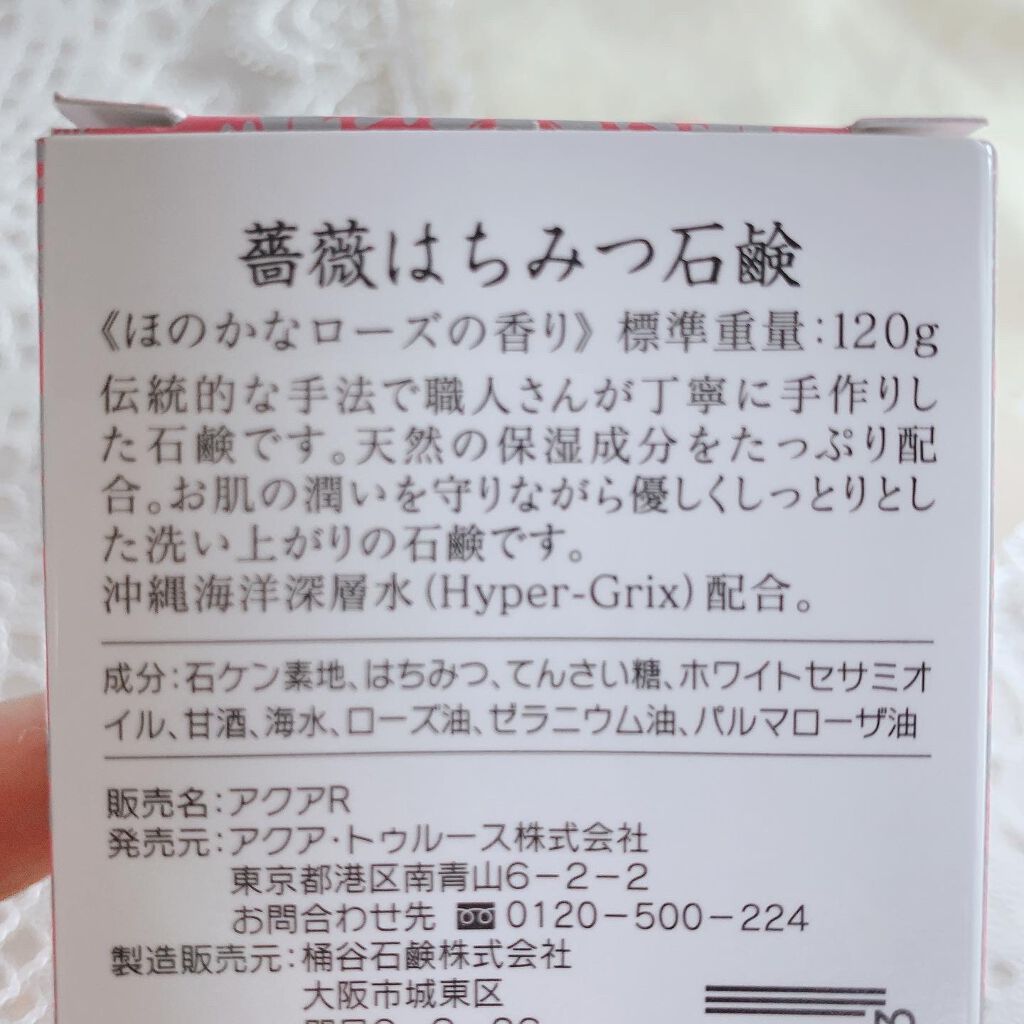 薔薇はちみつ石鹸
《ほのかなローズの香り》標準重量：120g
伝統的な手法で職人さんが丁寧に手作りし
た石鹸です。天然の保湿成分をたっぷり配
合。お肌の潤いを守りながら優しくしっとりとし
た洗い上がりの石鹸です。
沖縄海洋深層水(Hyper-Grix)配合。
成分：石ケン素地、はちみつ、てんさい糖、ホワイトセサミオ
イル、甘酒、海水、ローズ油、ゼラニウム油、パルマローザ油
販売名：アクアR
発売元：アクア・トゥルース株式会社
東京都港区南青山6－2－2
お問合わせ先 0120－500－224
製造販売元：桶谷石鹸株式会社
大阪市城東区